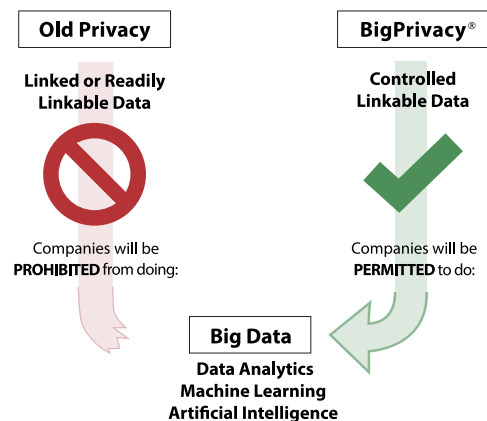 Old Privacy
Linked or Readily
Linkable Data
Companies will be
PROHIBITED from doing:
BigPrivacy®
Controlled
Linkable Data
Companies will be
PERMITTED to do:
Big Data
Data Analytics
Machine Learning
Artificial Intelligence